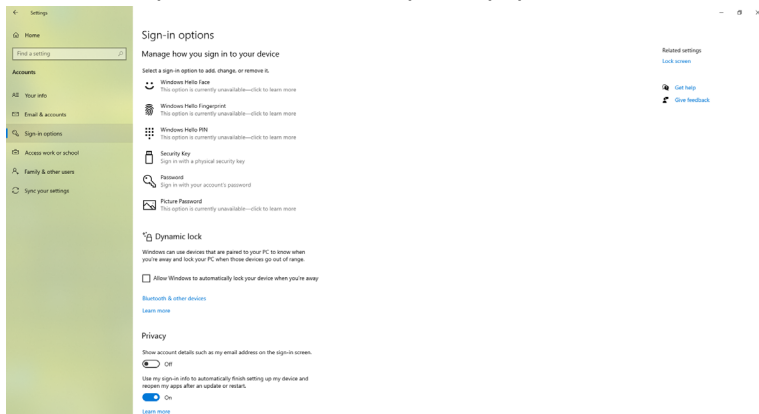 Settings
Home
Find a setting
Accounts
Your info
Email & accounts
Sign-in options
Access work or school
Family & other users
Sync your settings
Sign-in options
Manage how you sign in to your device
Select a sign-in option to add, change, or remove it.
Windows Hello Face
This option is currently unavailable—click to learn more
Windows Hello Fingerprint
This option is currently unavailable—click to learn more
Windows Hello PIN
This option is currently unavailable—click to learn more
Security Key
Sign in with a physical security key
Password
Sign in with your account's password
Picture Password
This option is currently unavailable—click to learn more
Dynamic lock
Windows can use devices that are paired to your PC to know when
you're away and lock your PC when those devices go out of range.
Allow Windows to automatically lock your device when you're away
Bluetooth & other devices
Learn more
Privacy
Show account details such as my email address on the sign-in screen.
Off
Use my sign-in info to automatically finish setting up my device and
reopen my apps after an update or restart.
On
Learn more
Related settings
Lock screen
Get help
Give feedback